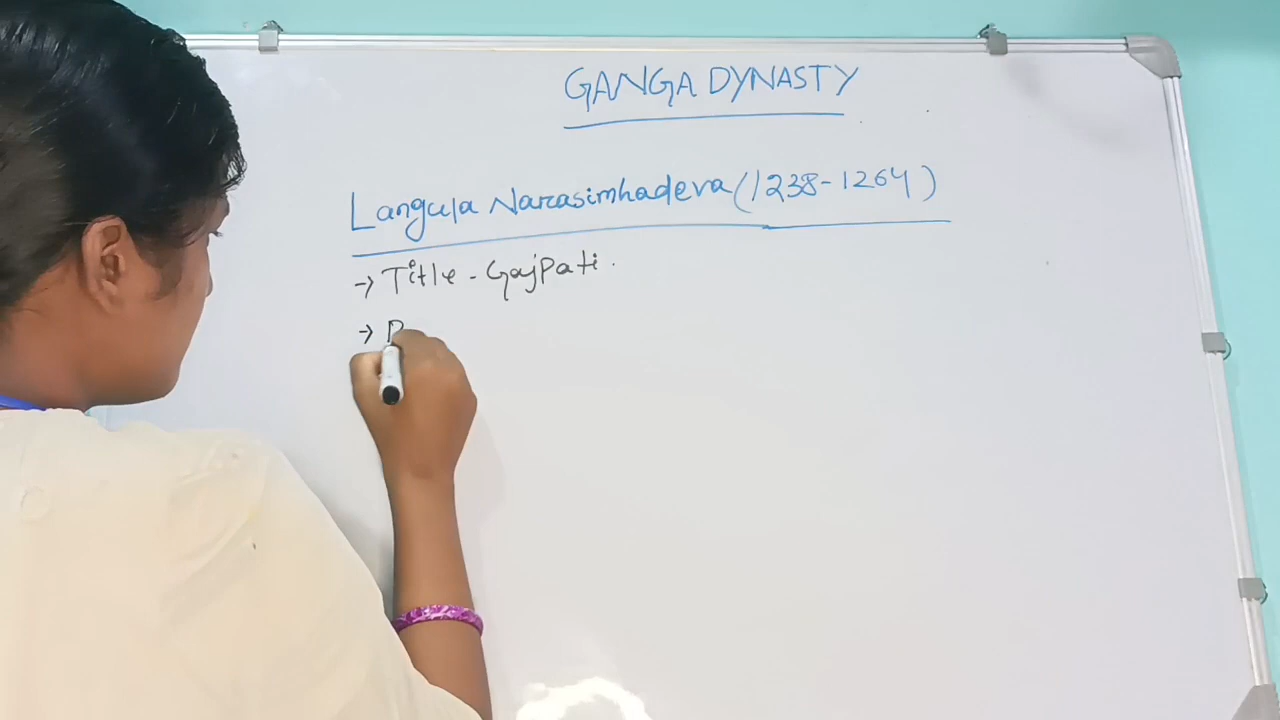 GANGA DYNASTY
Langula Narasimhadeva (1238-1264)
→ Title - Gajpati.
→